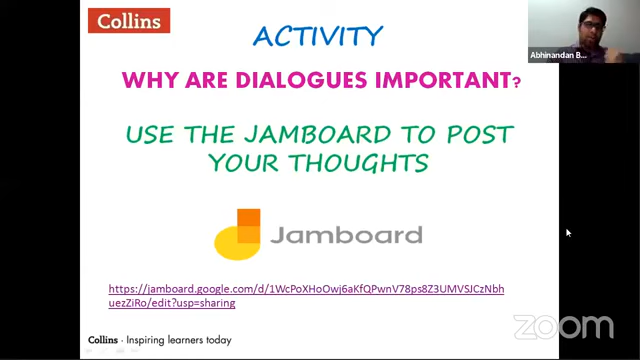 Collins
ACTIVITY
Abhinandan B...
WHY ARE DIALOGUES IMPORTANT?
USE THE JAMBOARD TO POST
YOUR THOUGHTS
Jamboard
https://jamboard.google.com/d/1WcPoXHoOwj6aKfQPwnV78ps8Z3UMVSJCzNbh
uezZiRo/edit?usp=sharing
Collins · Inspiring learners today
zoom